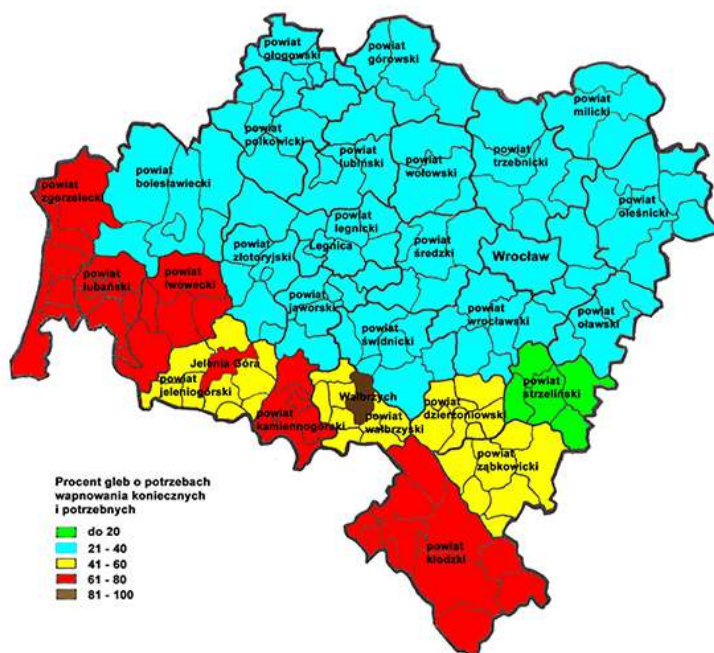 powiat
głogowski
powiat
górowski
powiat
milicki
powiat
polkowicki
powiat
lubiński
powiat
wołowski
powiat
trzebnicki
powiat
zgorzelecki
powiat
bolesławiecki
powiat
oleśnicki
powiat
legnicki
powiat
złotoryjski
Legnica
powiat
średzki
Wrocław
powiat
lubański
powiat
lwówecki
powiat
jaworski
powiat
świdnicki
powiat
wrocławski
powiat
oławski
Jelenia Góra
powiat
jeleniogórski
powiat
kamiennogórski
Wałbrzych
powiat
wałbrzyski
powiat
dzierżoniowski
powiat
strzeliński
powiat
ząbkowicki
powiat
kłodzki
Procent gleb o potrzebach
wapnowania koniecznych
i potrzebnych
do 20
21 - 40
41 - 60
61 - 80
81 - 100